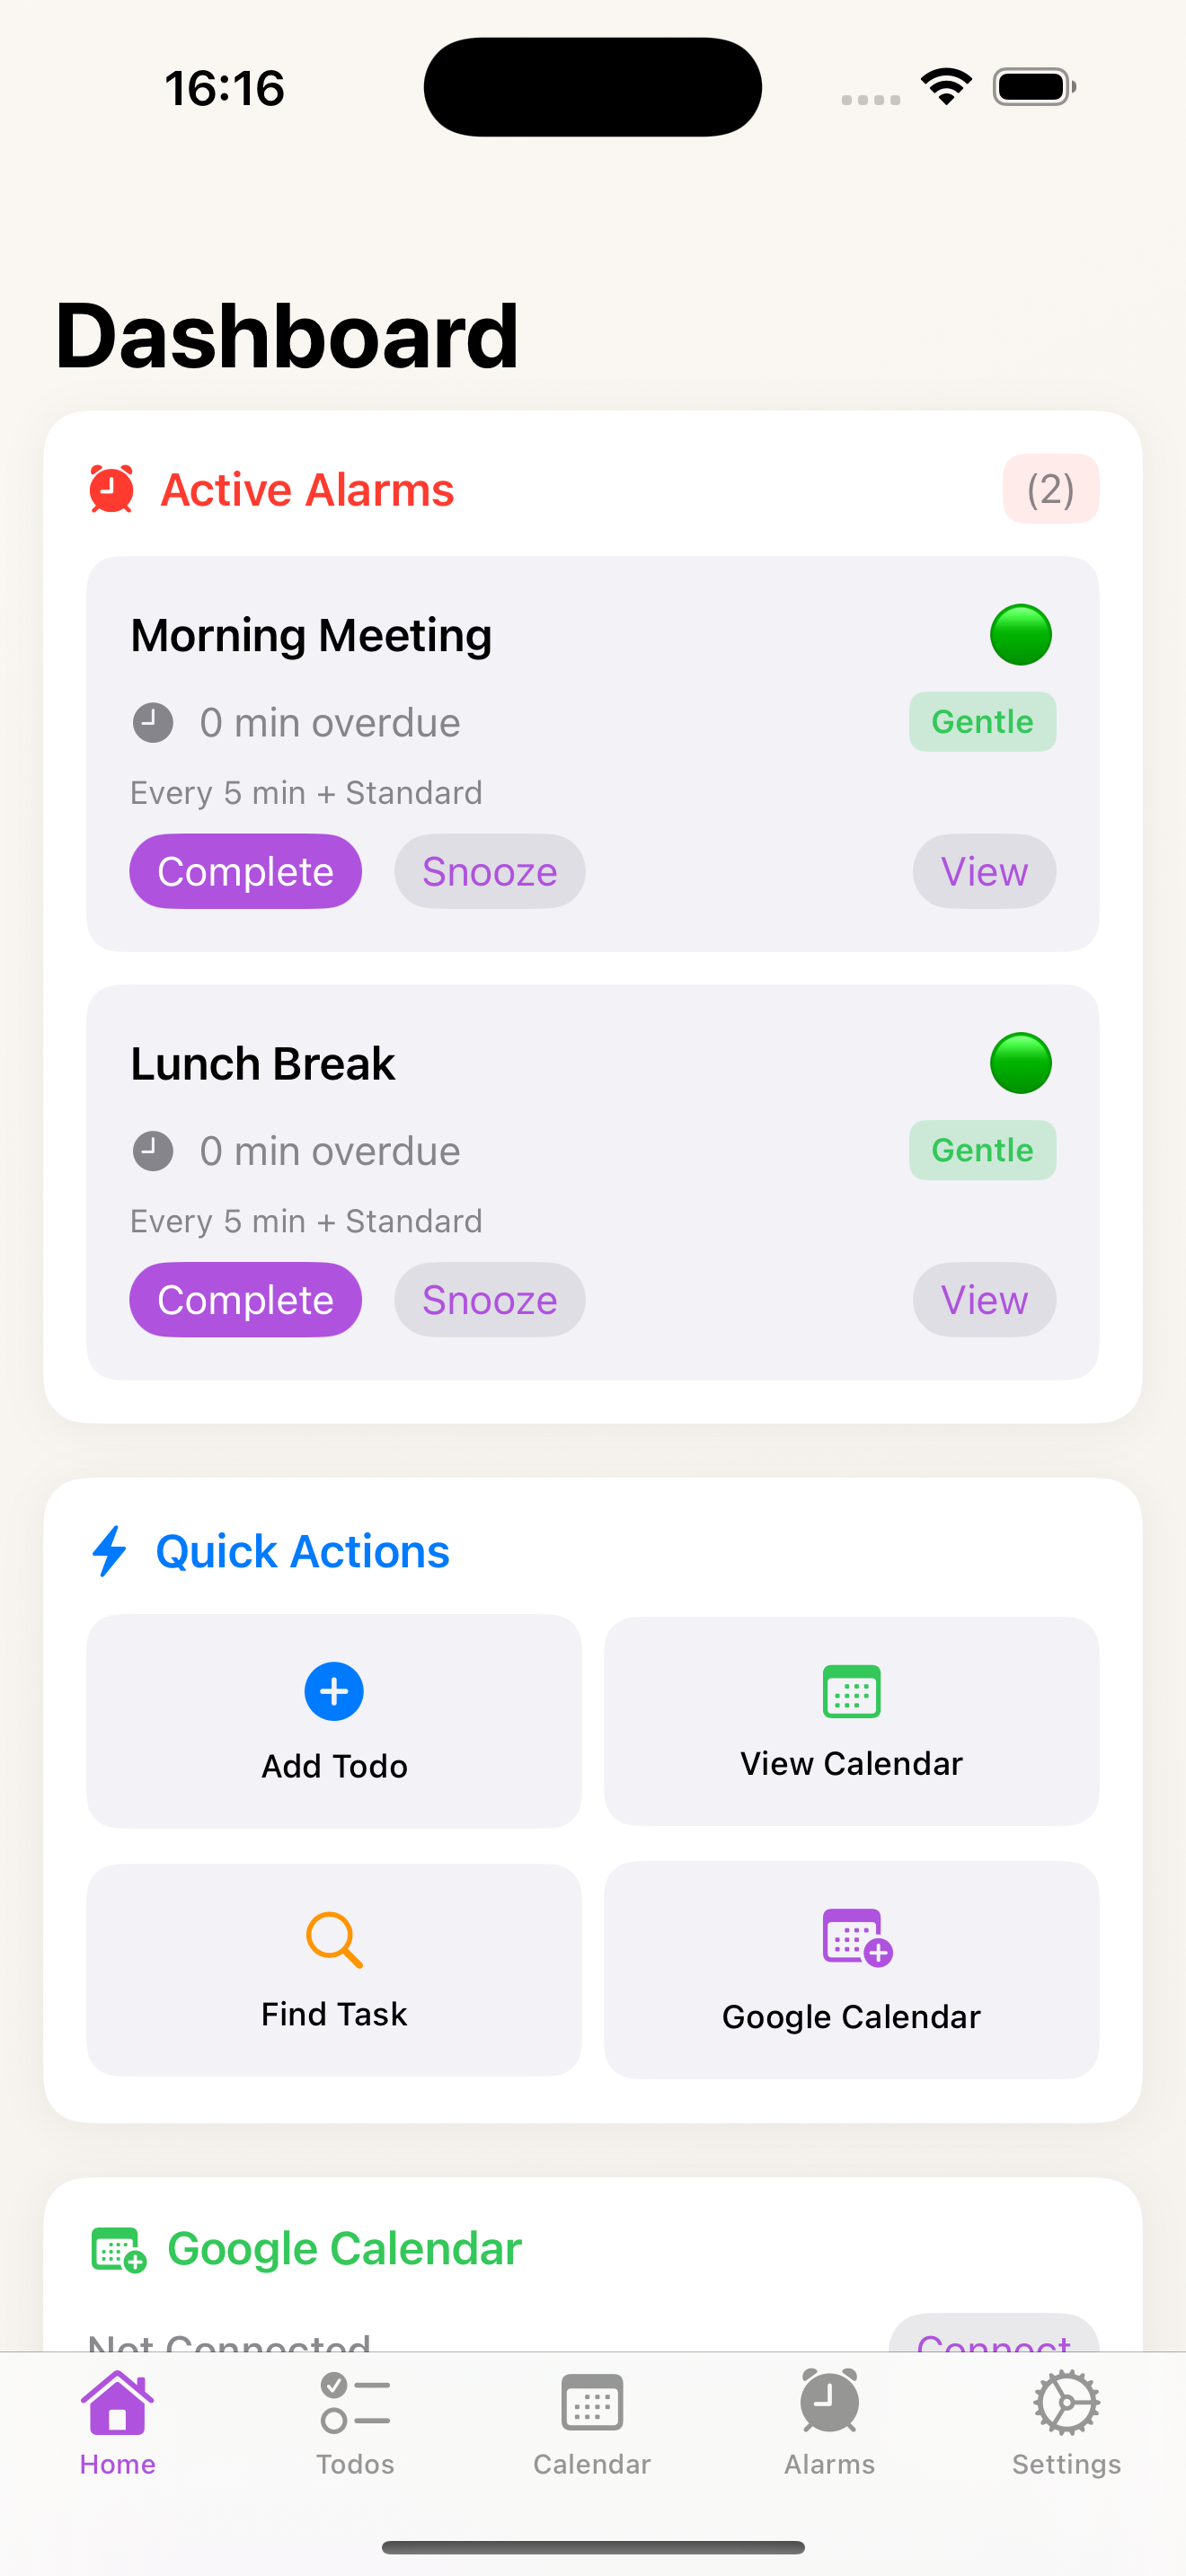 16:16
Dashboard
Active Alarms
(2)
Morning Meeting
0 min overdue
Gentle
Every 5 min + Standard
Complete
Snooze
View
Lunch Break
0 min overdue
Gentle
Every 5 min + Standard
Complete
Snooze
View
Quick Actions
Add Todo
View Calendar
Find Task
Google Calendar
Google Calendar
Not Connected
Connect
Home
Todos
Calendar
Alarms
Settings